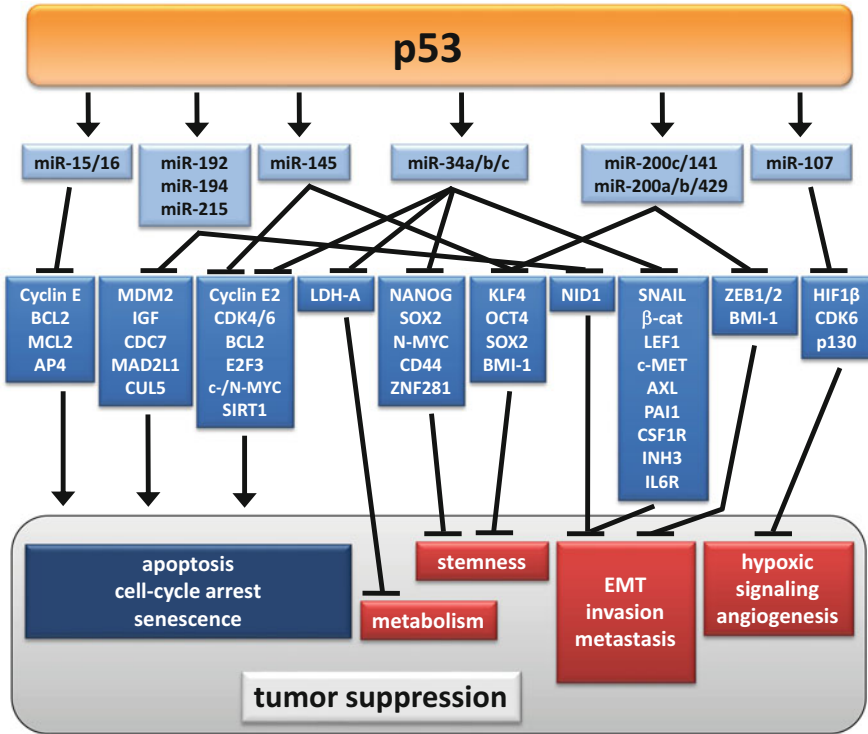 p53
miR-15/16
miR-192
miR-194
miR-215
miR-145
miR-34a/b/c
miR-200c/141
miR-200a/b/429
miR-107
Cyclin E
BCL2
MCL2
AP4
MDM2
IGF
CDC7
MAD2L1
CUL5
Cyclin E2
CDK4/6
BCL2
E2F3
c-/N-MYC
SIRT1
LDH-A
NANOG
SOX2
N-MYC
CD44
ZNF281
KLF4
OCT4
SOX2
BMI-1
NID1
SNAIL
β-cat
LEF1
c-MET
AXL
PAI1
CSF1R
INH3
IL6R
ZEB1/2
BMI-1
HIF1β
CDK6
p130
apoptosis
cell-cycle arrest
senescence
metabolism
stemness
EMT
invasion
metastasis
hypoxic
signaling
angiogenesis
tumor suppression